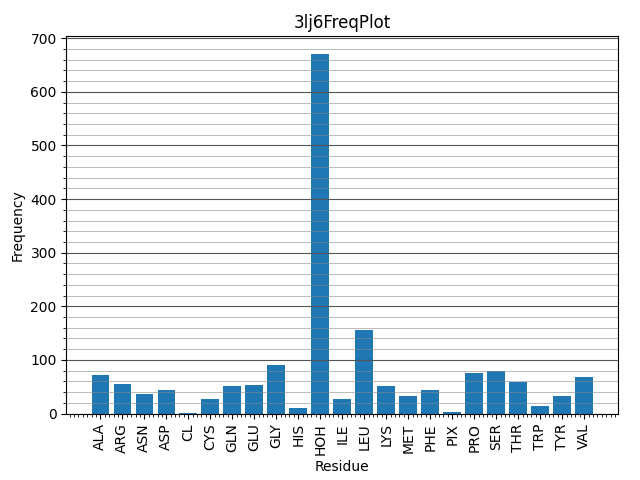 3lj6FreqPlot
700
600
500
400
300
200
100
0
Frequency
ALA ARG ASN ASP CL CYS GLN GLU GLY HIS HOH ILE LEU LYS MET PHE PIX PRO SER THR TRP TYR VAL
Residue